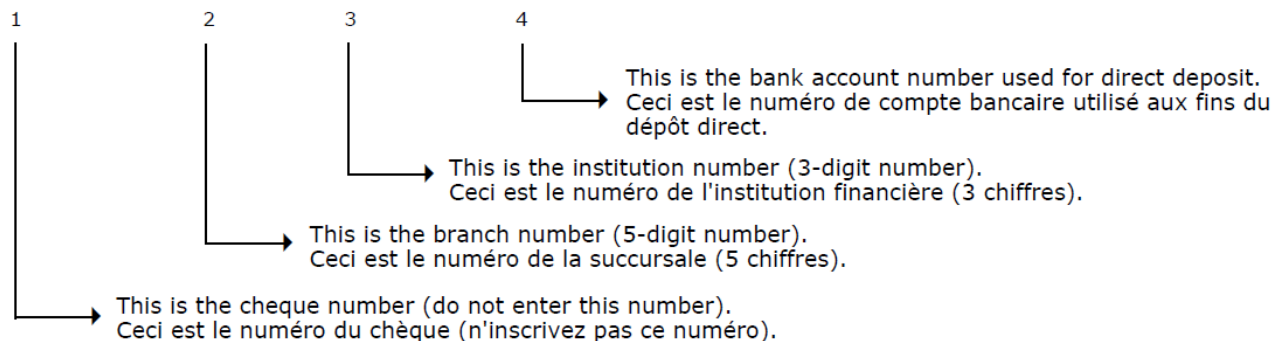 1 2 3 4
This is the bank account number used for direct deposit.
Ceci est le numéro de compte bancaire utilisé aux fins du
dépôt direct.
This is the institution number (3-digit number).
Ceci est le numéro de l'institution financière (3 chiffres).
This is the branch number (5-digit number).
Ceci est le numéro de la succursale (5 chiffres).
This is the cheque number (do not enter this number).
Ceci est le numéro du chèque (n'inscrivez pas ce numéro).